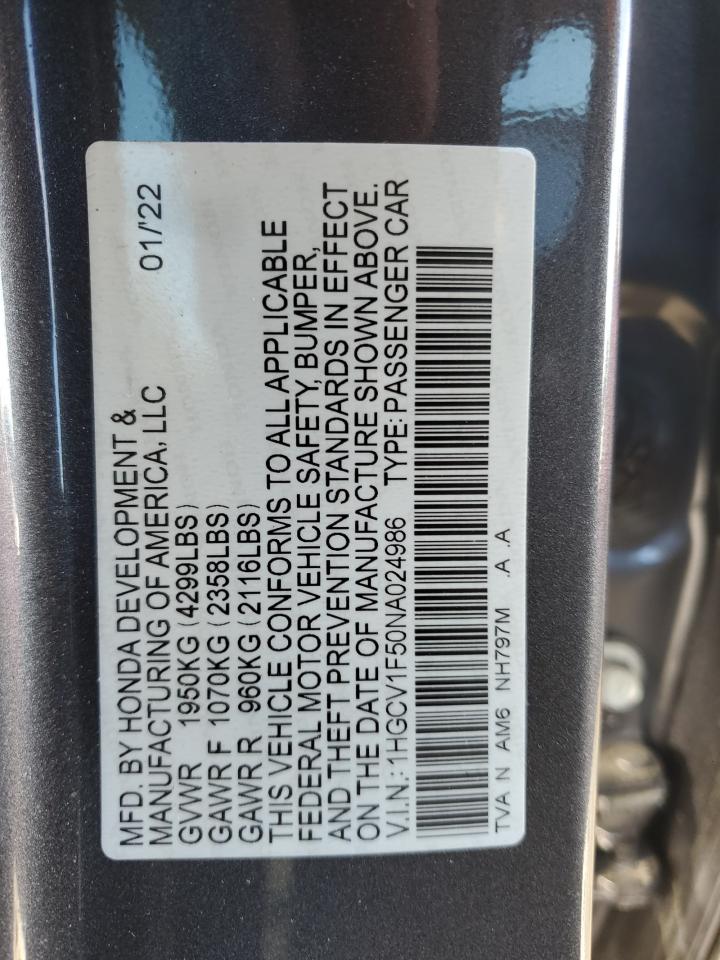 MFD. BY HONDA DEVELOPMENT &
MANUFACTURING OF AMERICA, LLC 01/'22
GVWR 1950KG (4299LBS)
GAWR F 1070KG (2358LBS)
GAWR R 960KG (2116LBS)
THIS VEHICLE CONFORMS TO ALL APPLICABLE
FEDERAL MOTOR VEHICLE SAFETY, BUMPER,
AND THEFT PREVENTION STANDARDS IN EFFECT
ON THE DATE OF MANUFACTURE SHOWN ABOVE.
V.I.N.: 1HGCV1F50NA024986 TYPE: PASSENGER CAR
TVA N AM6 NH797M .A .A